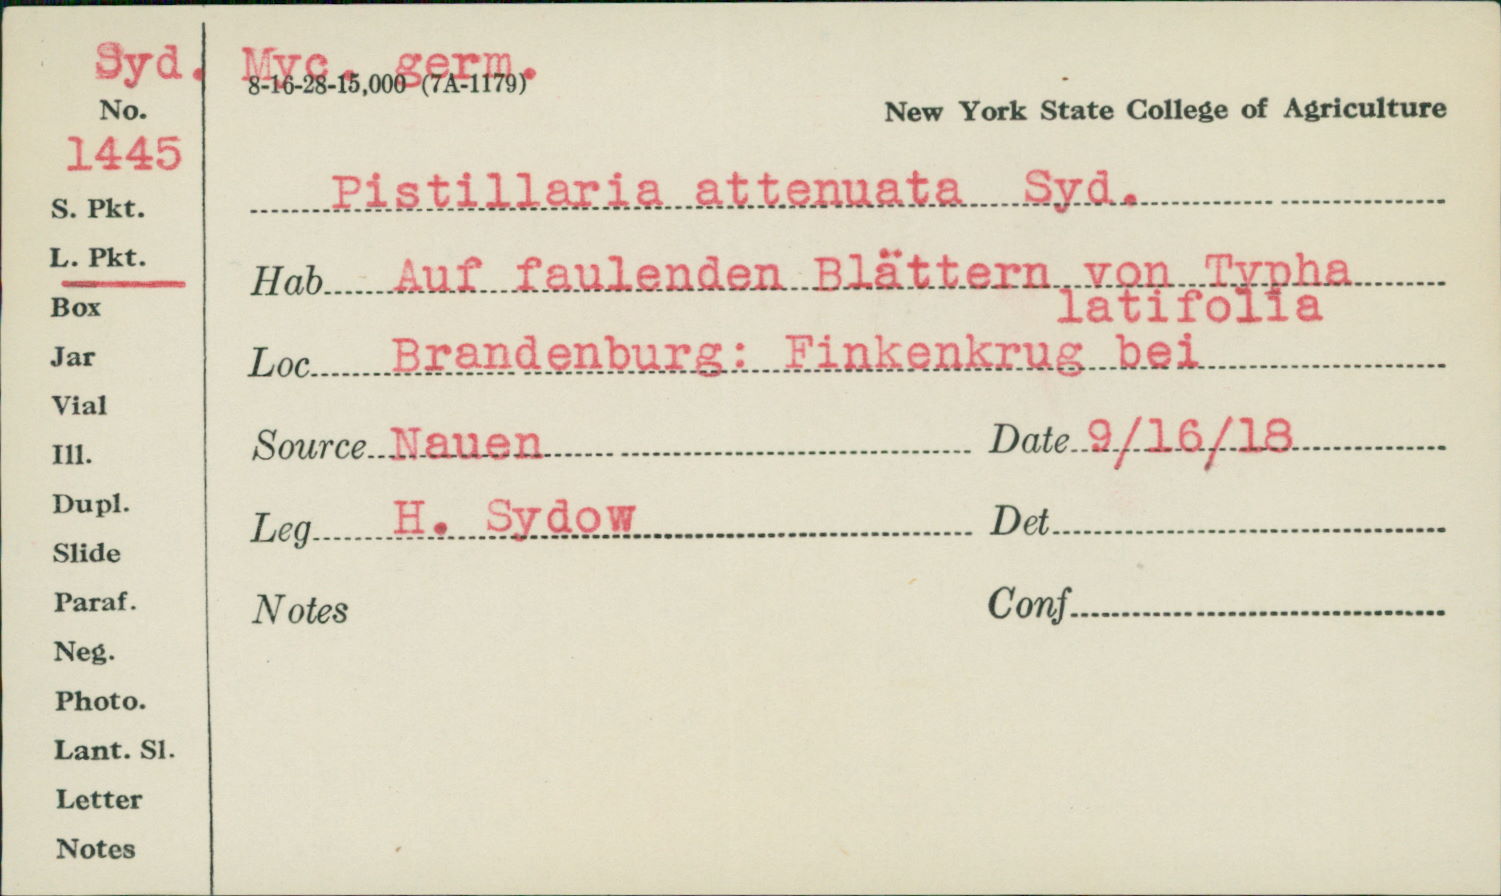 Syd. Myc. germ.
8-16-28-15,000 (7A-1179)
No.
New York State College of Agriculture
1445
Pistillaria attenuata Syd.
S. Pkt.
L. Pkt.
Hab Auf faulenden Blättern von Typha
latifolia
Box
Jar
Loc Brandenburg: Finkenkrug bei
Vial
Ill.
Source Nauen Date 9/16/18
Dupl.
Leg H. Sydow Det
Slide
Paraf.
Notes Conf
Neg.
Photo.
Lant. Sl.
Letter
Notes